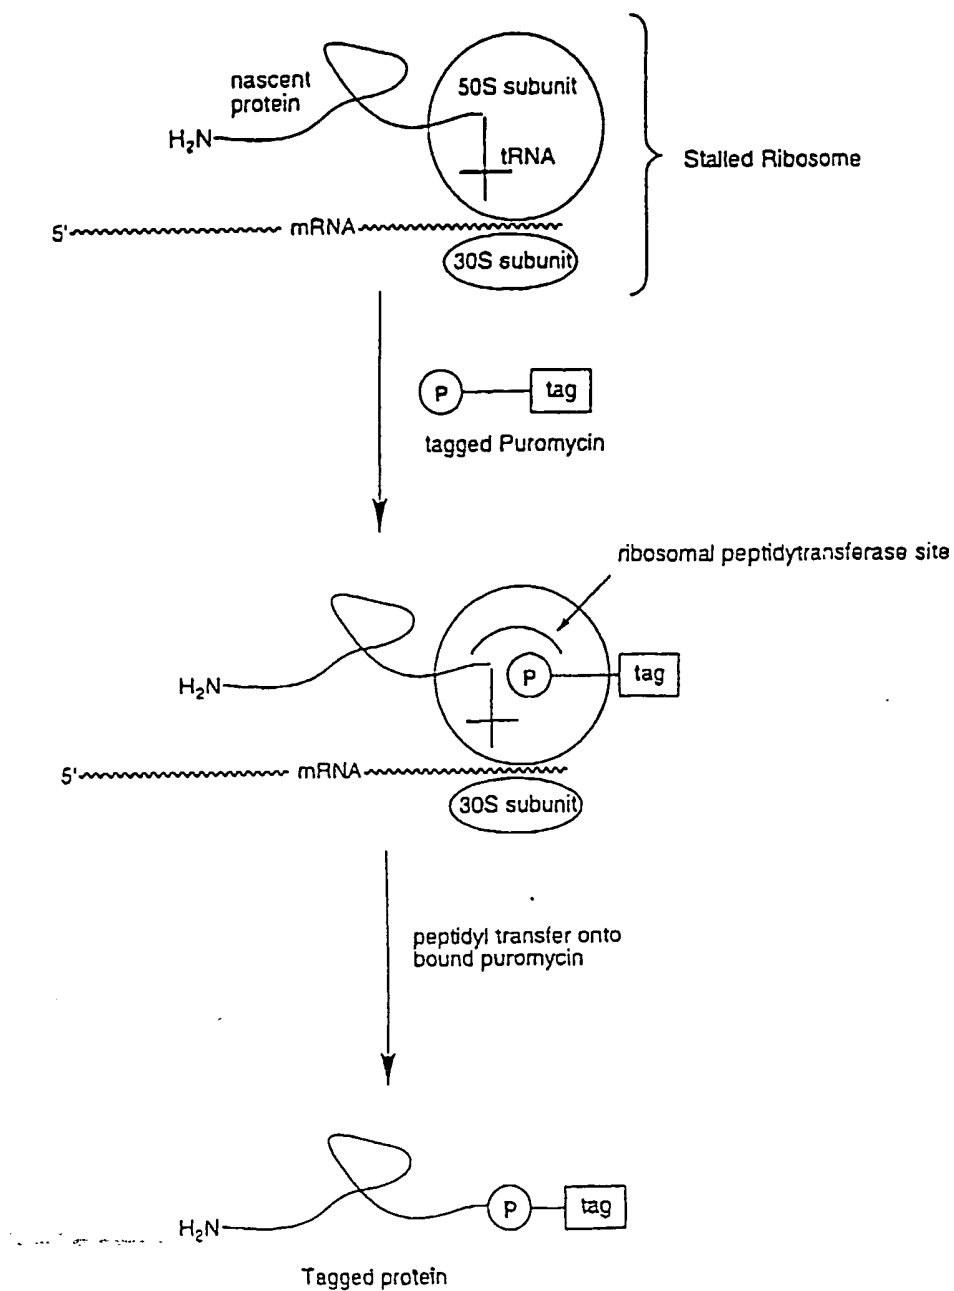 nascent
protein
H₂N
50S subunit
tRNA
Stalled Ribosome
5' mRNA
30S subunit
P tag
tagged Puromycin
ribosomal peptidytransferase site
H₂N
P tag
5' mRNA
30S subunit
peptidyl transfer onto
bound puromycin
H₂N
P tag
Tagged protein